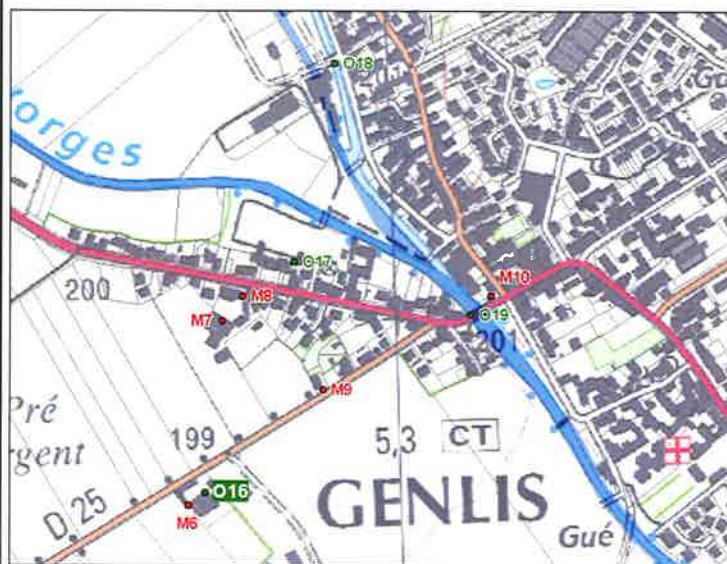 O18
orges
O17
200
M8
M10
M7
O19
201
M9
Pré
rgent
199
5,3
CT
D 25
O16
M6
GENLIS
Gué